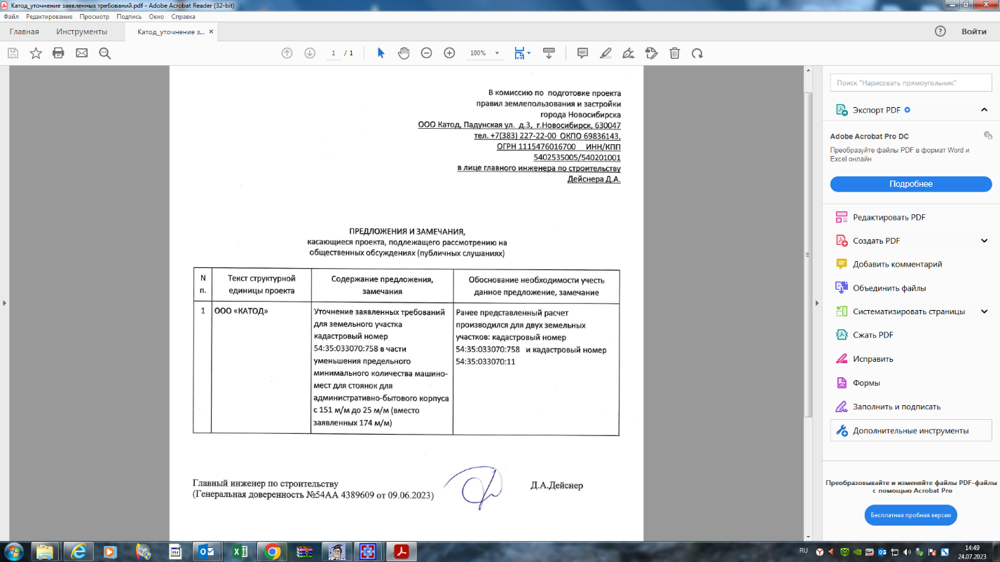 Катод_уточнение заявленных требований.pdf - Adobe Acrobat Reader (32-bit)
Файл Редактирование Просмотр Подпись Окно Справка
Главная Инструменты Катод_уточнение з... × Войти
1 / 1 100%
В комиссию по подготовке проекта
правил землепользования и застройки
города Новосибирска
ООО Катод, Падунская ул. д.3, г.Новосибирск, 630047
тел. +7(383) 227-22-00 ОКПО 69836143,
ОГРН 1115476016700 ИНН/КПП
5402535005/540201001
в лице главного инженера по строительству
Дейснера Д.А.
ПРЕДЛОЖЕНИЯ И ЗАМЕЧАНИЯ,
касающиеся проекта, подлежащего рассмотрению на
общественных обсуждениях (публичных слушаниях)
N
п.
Текст структурной
единицы проекта
Содержание предложения,
замечания
Обоснование необходимости учесть
данное предложение, замечание
1
ООО «КАТОД»
Уточнение заявленных требований
для земельного участка
кадастровый номер
54:35:033070:758 в части
уменьшения предельного
минимального количества машино-
мест для стоянок для
административно-бытового корпуса
с 151 м/м до 25 м/м (вместо
заявленных 174 м/м)
Ранее представленный расчет
производился для двух земельных
участков: кадастровый номер
54:35:033070:758 и кадастровый номер
54:35:033070:11
Главный инженер по строительству
(Генеральная доверенность №54АА 4389609 от 09.06.2023)
Д.А.Дейснер
Поиск "Нарисовать прямоугольник"
Экспорт PDF
Adobe Acrobat Pro DC
Преобразуйте файлы PDF в формат Word и
Excel онлайн
Подробнее
Редактировать PDF
Создать PDF
Добавить комментарий
Объединить файлы
Систематизировать страницы
Сжать PDF
Исправить
Формы
Заполнить и подписать
Дополнительные инструменты
Преобразовывайте и изменяйте файлы PDF-файлы
с помощью Acrobat Pro
Бесплатная пробная версия
RU
14:49
24.07.2023